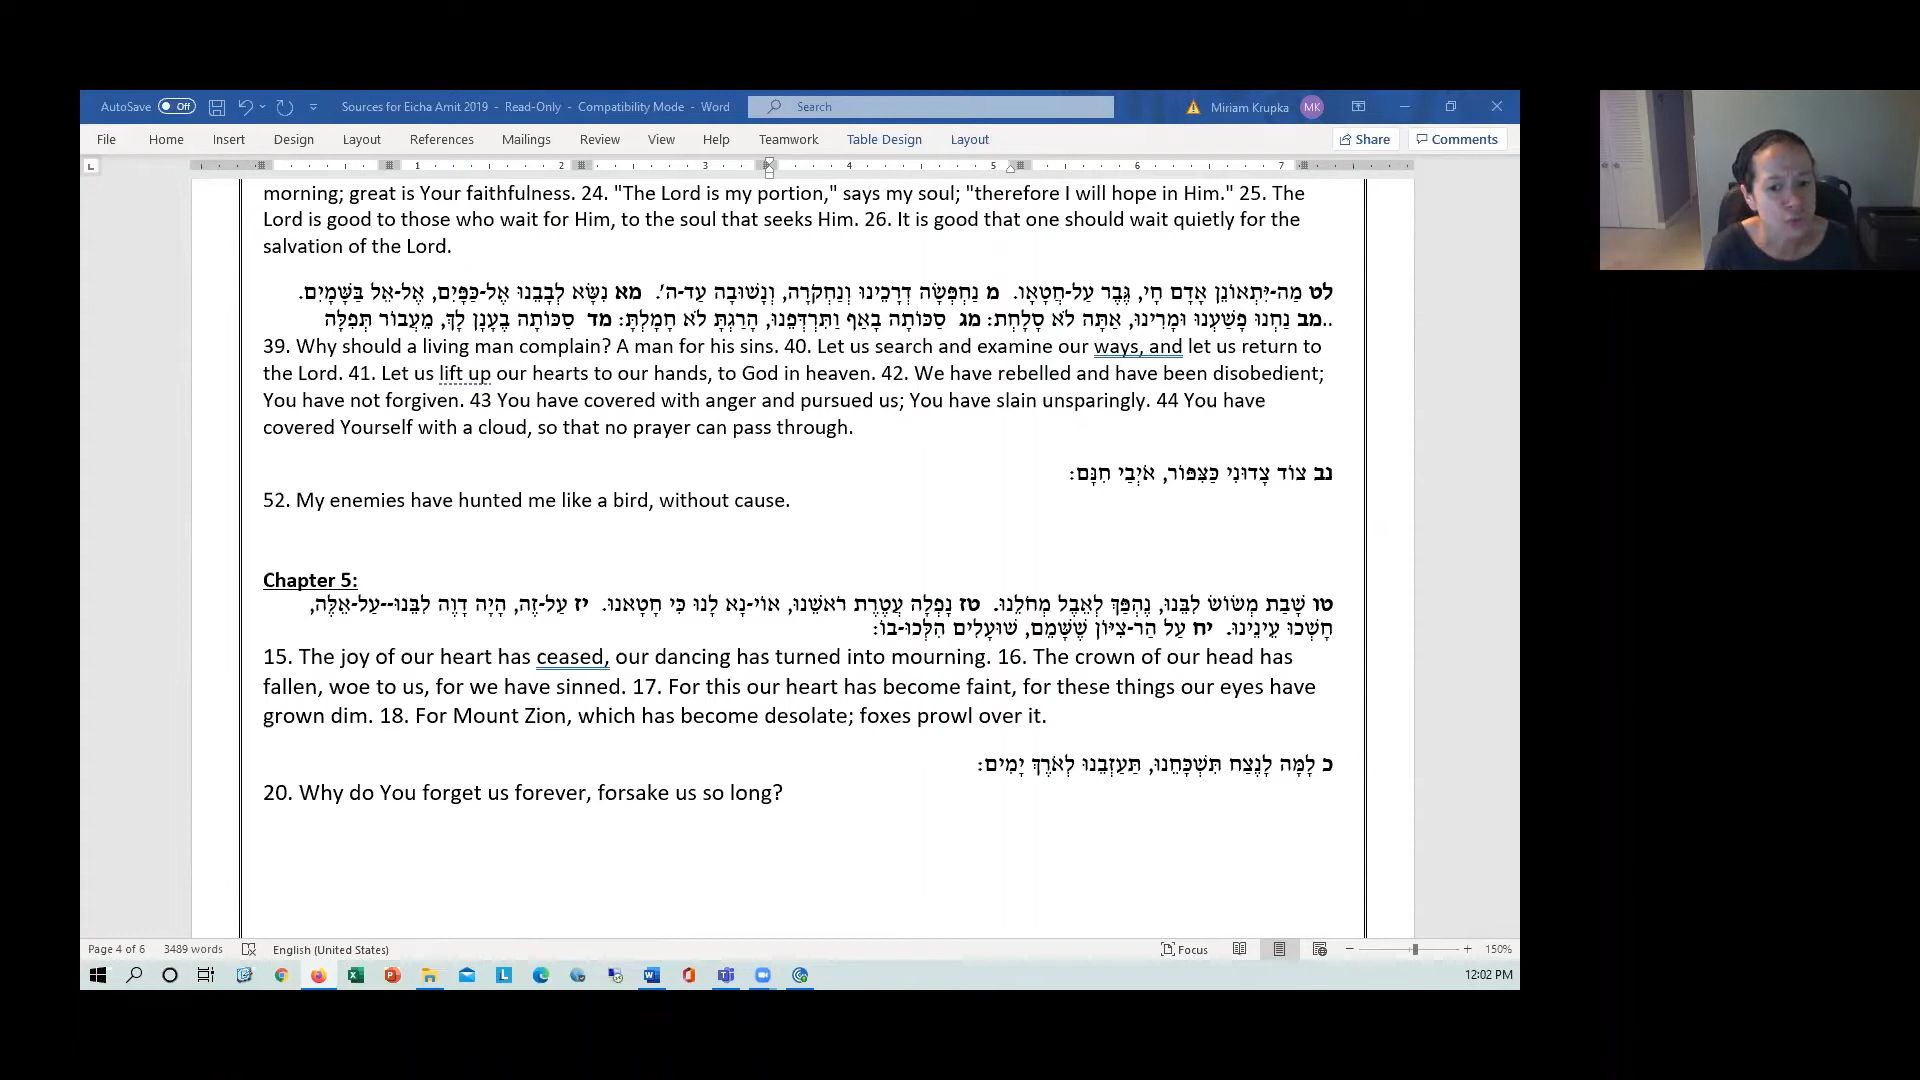 AutoSave Off Sources for Eicha Amit 2019 - Read-Only - Compatibility Mode - Word Search Miriam Krupka MK
File Home Insert Design Layout References Mailings Review View Help Teamwork Table Design Layout Share Comments
1 2 3 4 5 6 7
morning; great is Your faithfulness. 24. "The Lord is my portion," says my soul; "therefore I will hope in Him." 25. The
Lord is good to those who wait for Him, to the soul that seeks Him. 26. It is good that one should wait quietly for the
salvation of the Lord.
לט מַה-יִּתְאוֹנֵן אָדָם חָי, גֶּבֶר עַל-חֲטָאָו. מ נַחְפְּשָׂה דְרָכֵינוּ וְנַחְקֹרָה, וְנָשׁוּבָה עַד-ה'. מא נִשָּׂא לְבָבֵנוּ אֶל-כַּפָּיִם, אֶל-אֵל בַּשָּׁמָיִם.
..מב נַחְנוּ פָשַׁעְנוּ וּמָרִינוּ, אַתָּה לֹא סָלָחְתָּ: מג סַכּוֹתָה בָאַף וַתִּרְדְּפֵנוּ, הָרַגְתָּ לֹא חָמָלְתָּ: מד סַכּוֹתָה בֶעָנָן לָךְ, מֵעֲבוֹר תְּפִלָּה
39. Why should a living man complain? A man for his sins. 40. Let us search and examine our ways, and let us return to
the Lord. 41. Let us lift up our hearts to our hands, to God in heaven. 42. We have rebelled and have been disobedient;
You have not forgiven. 43 You have covered with anger and pursued us; You have slain unsparingly. 44 You have
covered Yourself with a cloud, so that no prayer can pass through.
נב צוֹד צָדוּנִי כַּצִּפּוֹר, אֹיְבַי חִנָּם:
52. My enemies have hunted me like a bird, without cause.
Chapter 5:
טו שָׁבַת מְשׂוֹשׂ לִבֵּנוּ, נֶהְפַּךְ לְאֵבֶל מְחֹלֵנוּ. טז נָפְלָה עֲטֶרֶת רֹאשֵׁנוּ, אוֹי-נָא לָנוּ כִּי חָטָאנוּ. יז עַל-זֶה, הָיָה דָוֶה לִבֵּנוּ--עַל-אֵלֶּה,
חָשְׁכוּ עֵינֵינוּ. יח עַל הַר-צִיּוֹן שֶׁשָּׁמֵם, שׁוּעָלִים הִלְּכוּ-בוֹ:
15. The joy of our heart has ceased, our dancing has turned into mourning. 16. The crown of our head has
fallen, woe to us, for we have sinned. 17. For this our heart has become faint, for these things our eyes have
grown dim. 18. For Mount Zion, which has become desolate; foxes prowl over it.
כ לָמָּה לָנֶצַח תִּשְׁכָּחֵנוּ, תַּעַזְבֵנוּ לְאֹרֶךְ יָמִים:
20. Why do You forget us forever, forsake us so long?
Page 4 of 6 3489 words English (United States) Focus 150%
12:02 PM